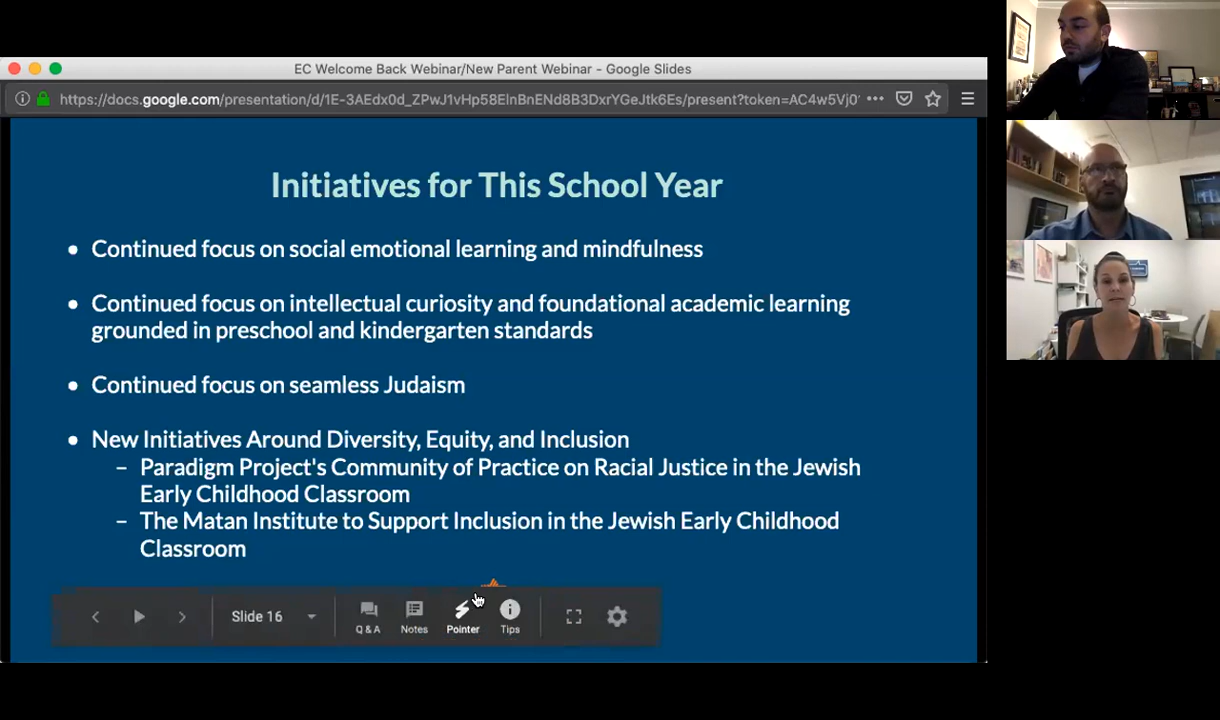 EC Welcome Back Webinar/New Parent Webinar - Google Slides
https://docs.google.com/presentation/d/1E-3AEdx0d_ZPwJ1vHp58ElnBnENd8B3DxrYGeJtk6Es/present?token=AC4w5Vj0
Initiatives for This School Year
• Continued focus on social emotional learning and mindfulness
• Continued focus on intellectual curiosity and foundational academic learning
grounded in preschool and kindergarten standards
• Continued focus on seamless Judaism
• New Initiatives Around Diversity, Equity, and Inclusion
– Paradigm Project's Community of Practice on Racial Justice in the Jewish
Early Childhood Classroom
– The Matan Institute to Support Inclusion in the Jewish Early Childhood
Classroom
Slide 16
Q & A Notes Pointer Tips